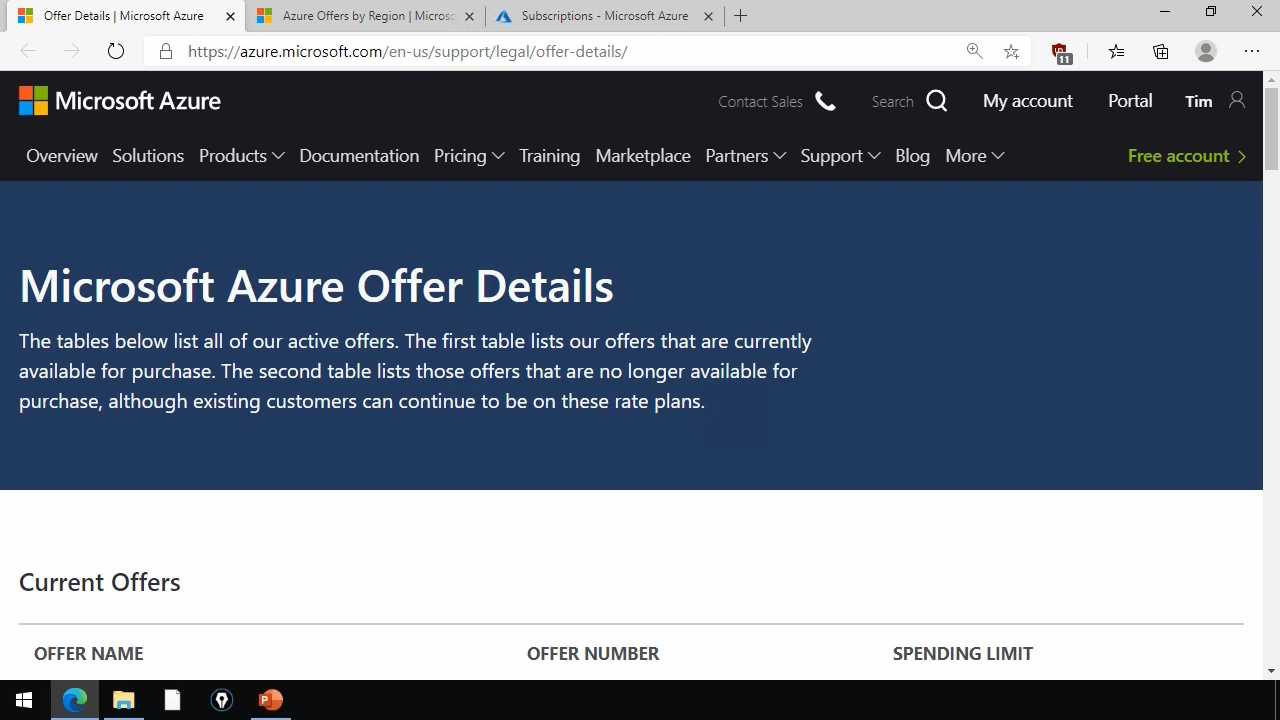 Offer Details | Microsoft Azure
Azure Offers by Region | Micros
Subscriptions - Microsoft Azure
https://azure.microsoft.com/en-us/support/legal/offer-details/
11
Microsoft Azure
Contact Sales
Search
My account
Portal
Tim
Overview
Solutions
Products
Documentation
Pricing
Training
Marketplace
Partners
Support
Blog
More
Free account
Microsoft Azure Offer Details
The tables below list all of our active offers. The first table lists our offers that are currently
available for purchase. The second table lists those offers that are no longer available for
purchase, although existing customers can continue to be on these rate plans.
Current Offers
OFFER NAME
OFFER NUMBER
SPENDING LIMIT